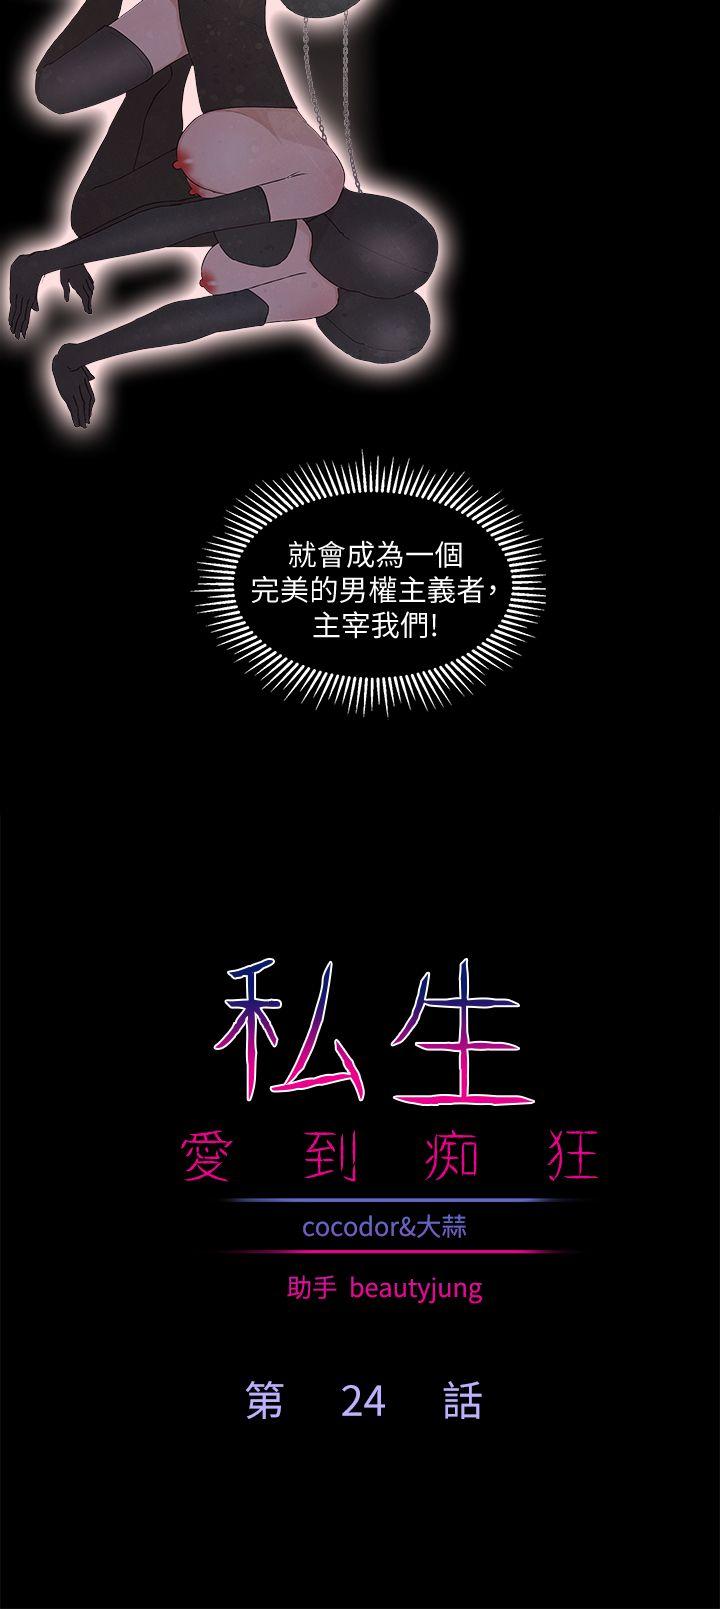 就會成為一個
完美的男權主義者，
主宰我們!
私生
愛到痴狂
cocodor&大蒜
助手 beautyjung
第 24 話